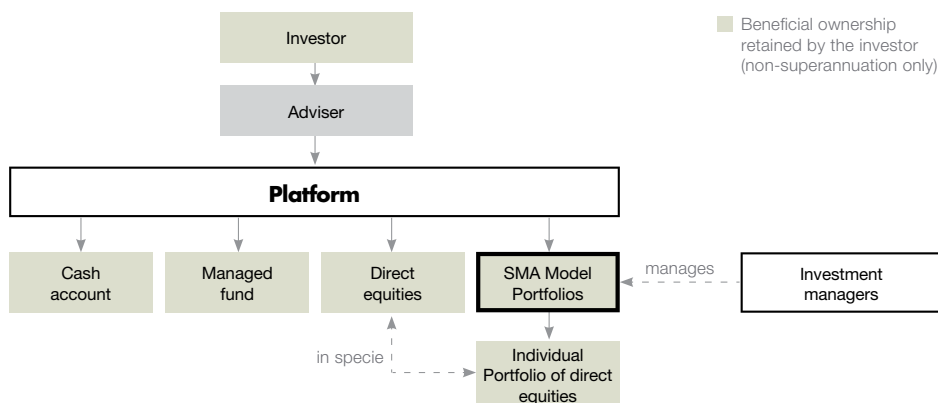 Investor
Beneficial ownership
retained by the investor
(non-superannuation only)
Adviser
Platform
Cash
account
Managed
fund
Direct
equities
SMA Model
Portfolios
manages
Investment
managers
in specie
Individual
Portfolio of direct
equities